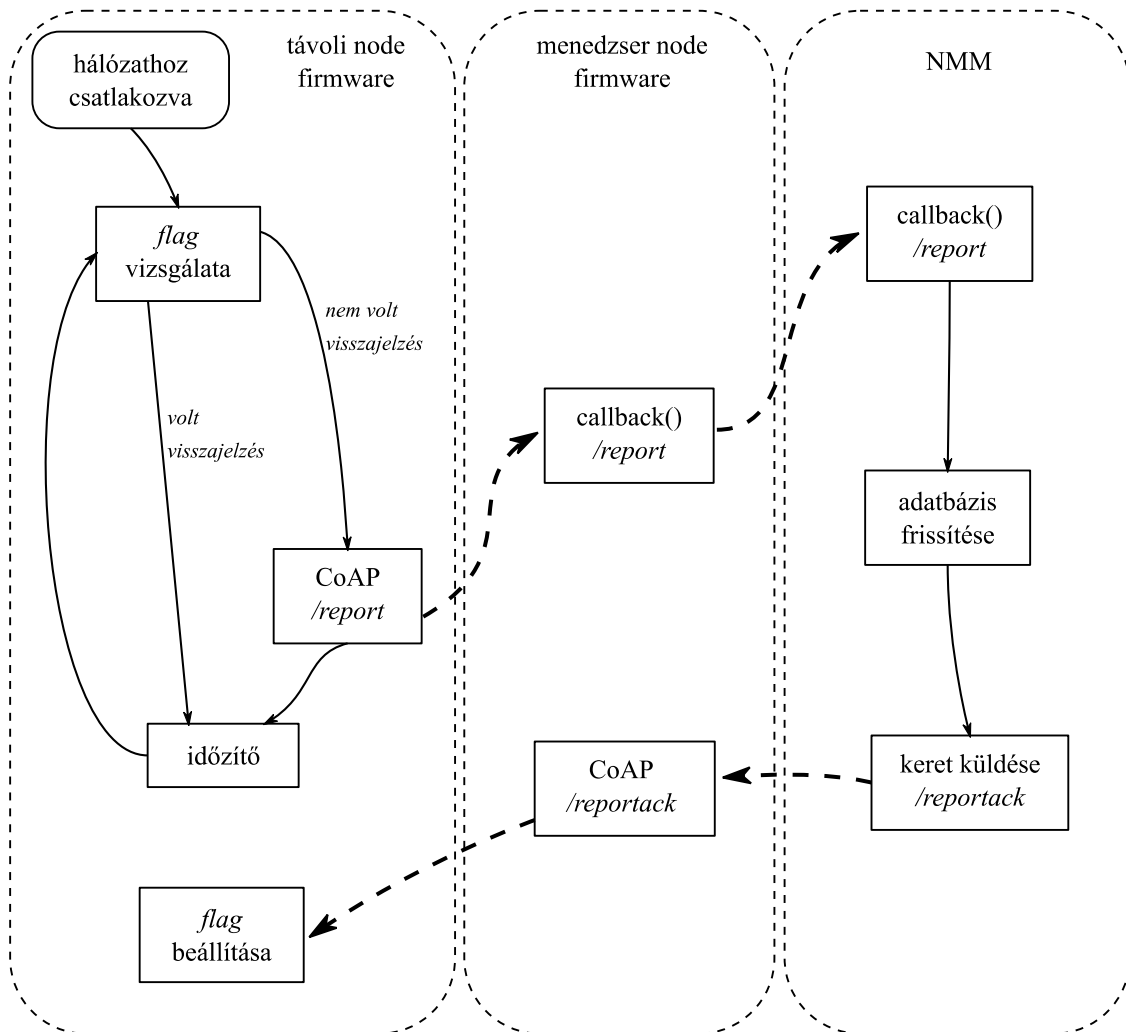 távoli node
firmware
hálózathoz
csatlakozva
flag
vizsgálata
nem volt
visszajelzés
volt
visszajelzés
CoAP
/report
időzítő
flag
beállítása
menedzser node
firmware
callback()
/report
CoAP
/reportack
NMM
callback()
/report
adatbázis
frissítése
keret küldése
/reportack